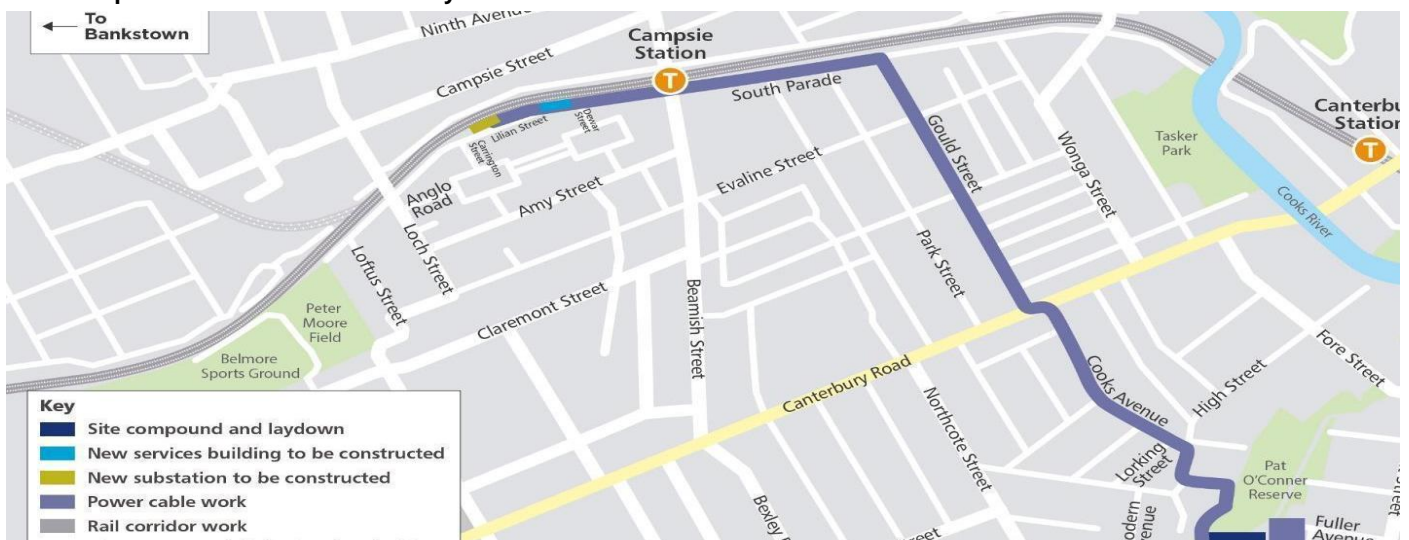 To
Bankstown
Ninth Avenue
Campsie Street
Campsie
Station
T
South Parade
Lilian Street
Dewar
Street
Carrington
Street
Anglo
Road
Amy Street
Evaline Street
Gould Street
Wonga Street
Tasker
Park
Station
T
Cooks River
Loch Street
Loftus Street
Peter
Moore
Field
Belmore
Sports Ground
Claremont Street
Beamish Street
Park Street
Canterbury Road
Cooks Avenue
High Street
Fore Street
Northcote Street
Lorking
Street
Pat
O'Conner
Reserve
Bexley
Fuller
Key
Site compound and laydown
New services building to be constructed
New substation to be constructed
Power cable work
Rail corridor work